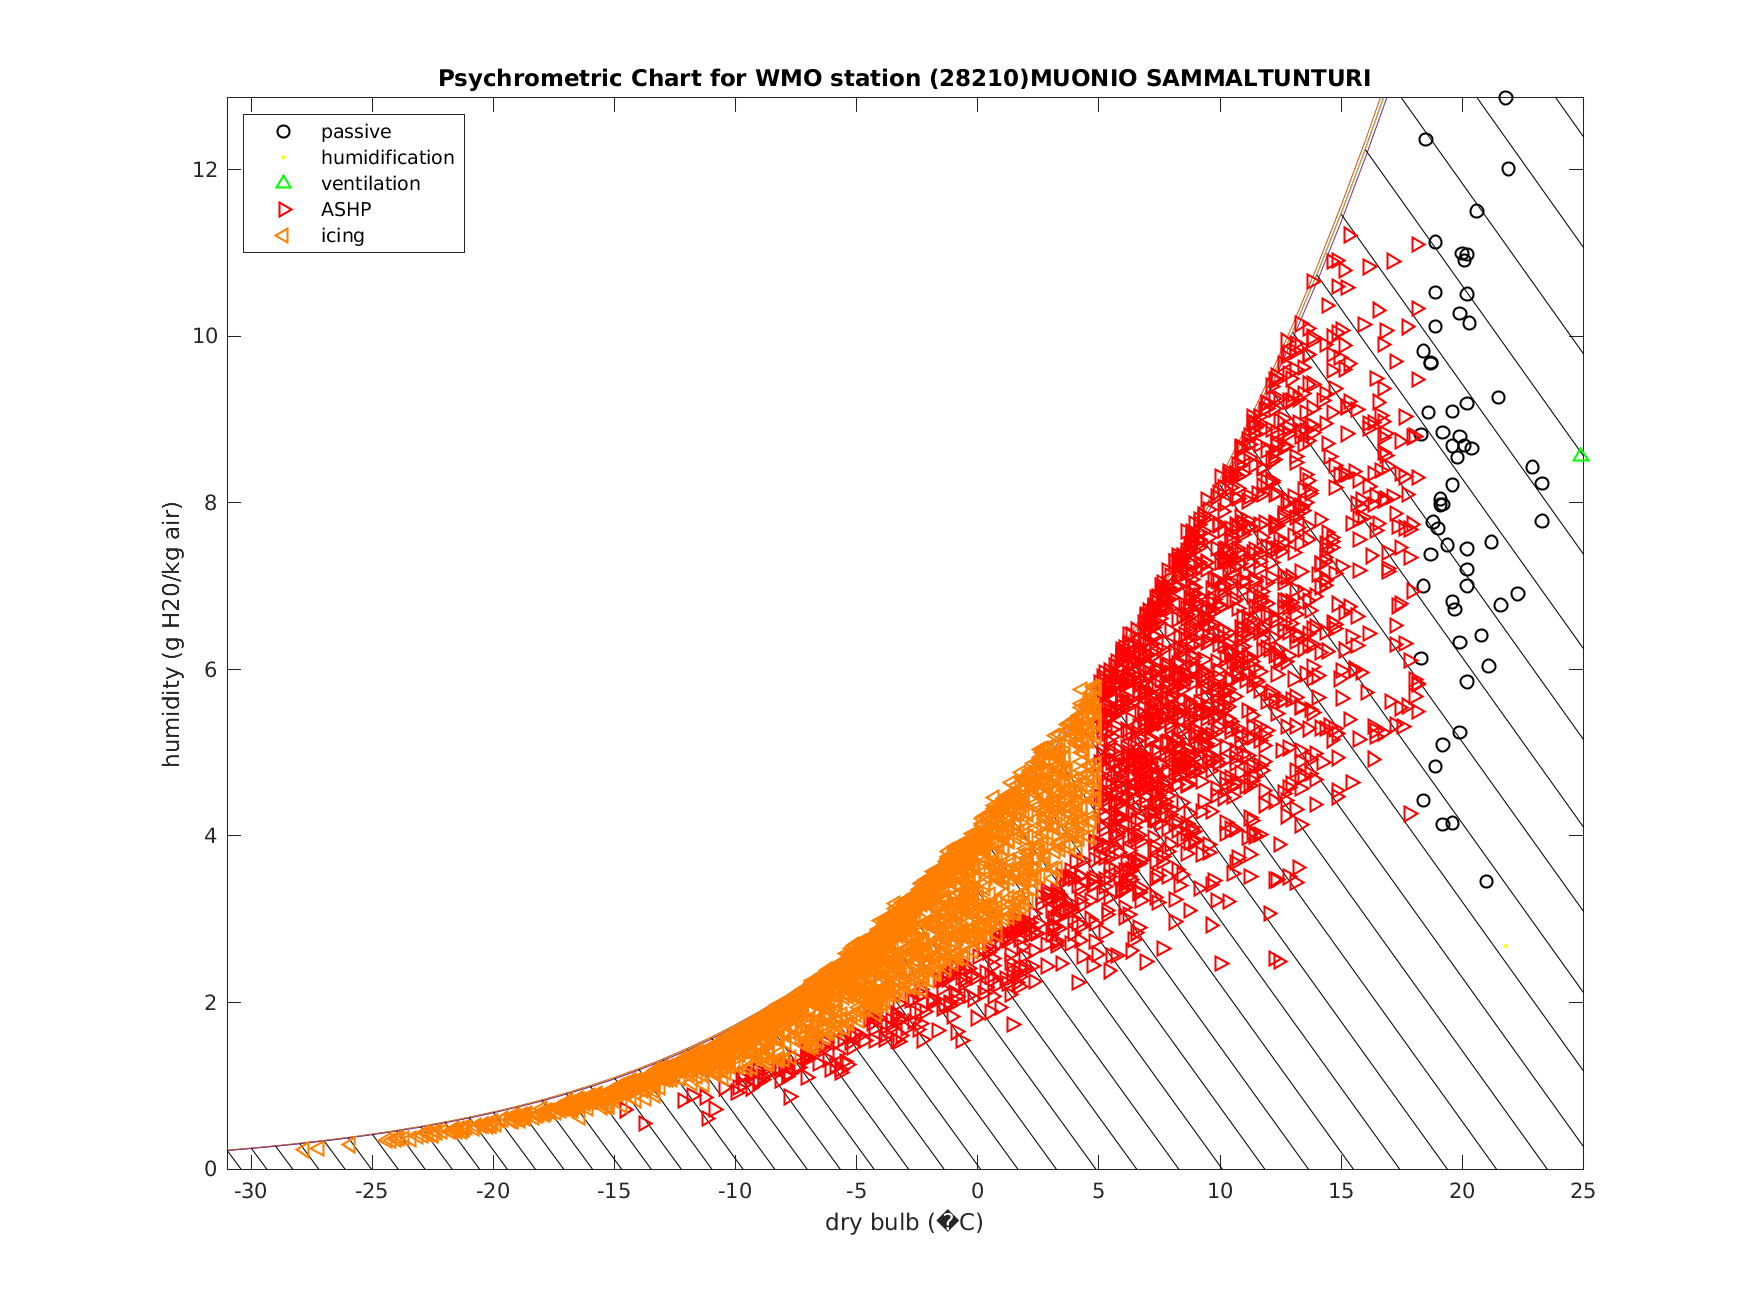 Psychrometric Chart for WMO station (28210)MUONIO SAMMALTUNTURI
passive
humidification
ventilation
ASHP
icing
humidity (g H20/kg air)
12
10
8
6
4
2
0
-30 -25 -20 -15 -10 -5 0 5 10 15 20 25
dry bulb (�C)